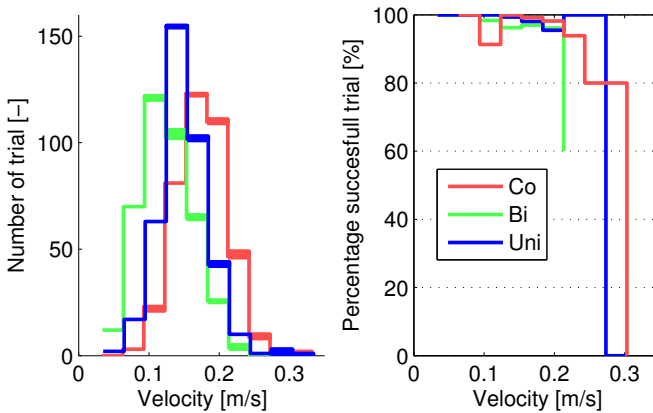 Number of trial [–]
150
100
50
0
0.1 0.2 0.3
Velocity [m/s]
Percentage succesfull trial [%]
100
80
60
40
20
0
Co
Bi
Uni
0 0.1 0.2 0.3
Velocity [m/s]